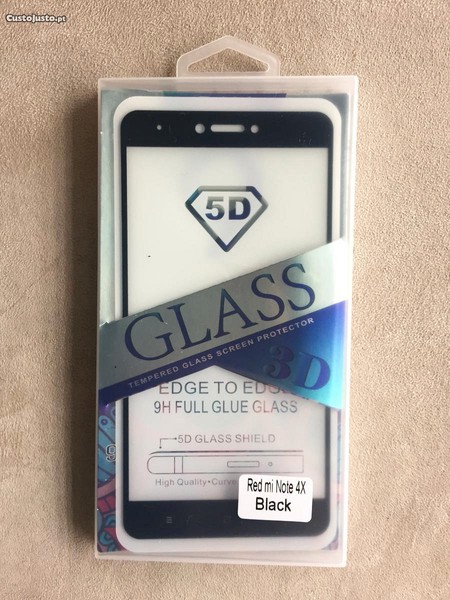 CustoJusto.pt
5D
GLASS
TEMPERED GLASS SCREEN PROTECTOR
3D
EDGE TO EDGE
9H FULL GLUE GLASS
5D GLASS SHIELD
High Quality·Curve
Red mi Note 4X
Black